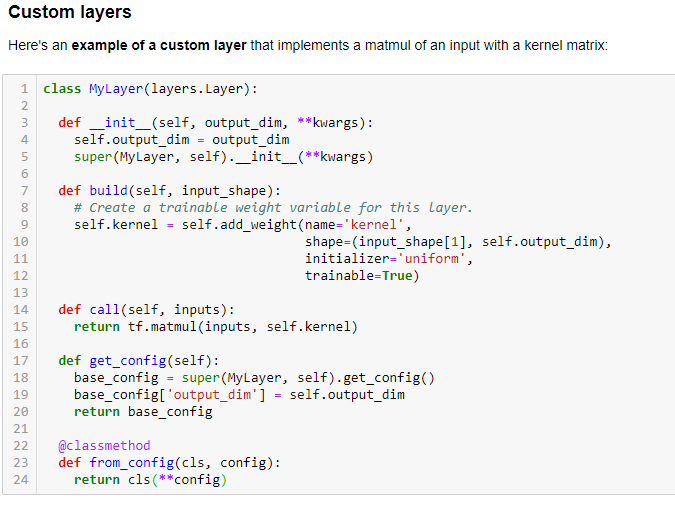 Custom layers
Here's an example of a custom layer that implements a matmul of an input with a kernel matrix:
1 class MyLayer(layers.Layer):
2
3   def __init__(self, output_dim, **kwargs):
4     self.output_dim = output_dim
5     super(MyLayer, self).__init__(**kwargs)
6
7   def build(self, input_shape):
8     # Create a trainable weight variable for this layer.
9     self.kernel = self.add_weight(name='kernel',
10                                   shape=(input_shape[1], self.output_dim),
11                                   initializer='uniform',
12                                   trainable=True)
13
14   def call(self, inputs):
15     return tf.matmul(inputs, self.kernel)
16
17   def get_config(self):
18     base_config = super(MyLayer, self).get_config()
19     base_config['output_dim'] = self.output_dim
20     return base_config
21
22   @classmethod
23   def from_config(cls, config):
24     return cls(**config)